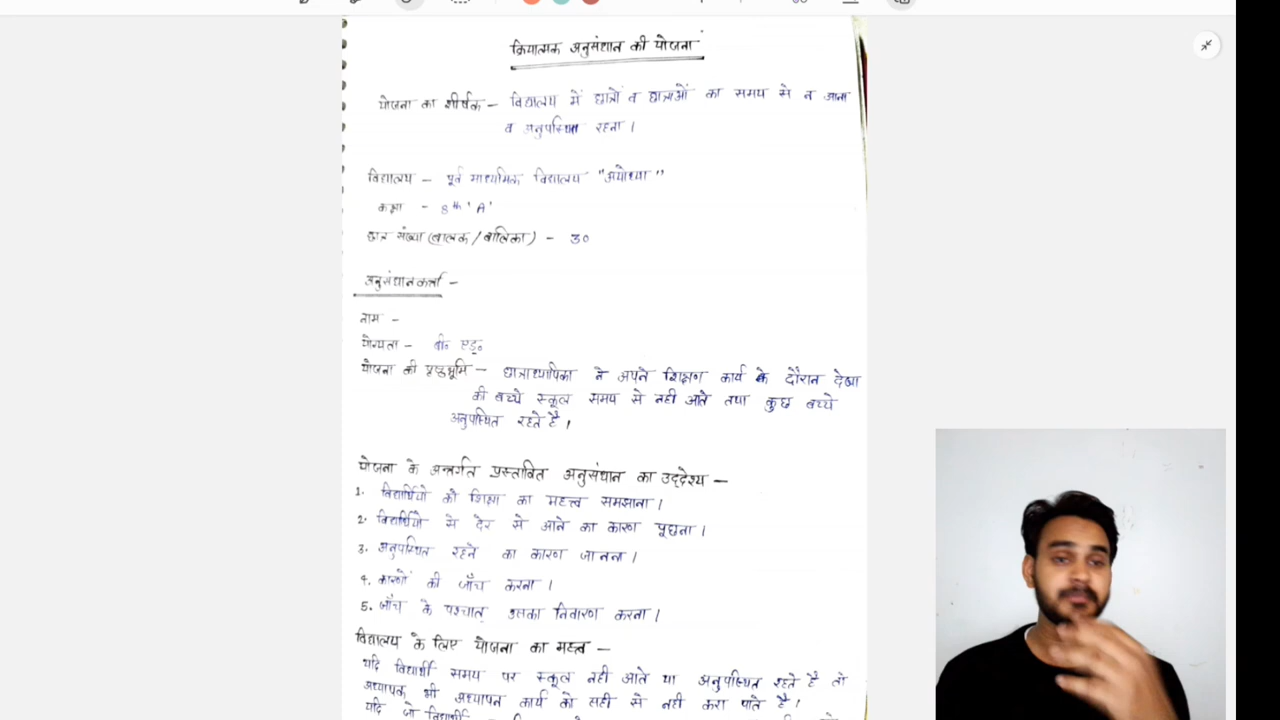 क्रियात्मक अनुसंधान की योजना
योजना का शीर्षक – विद्यालय में छात्रों व छात्राओं का समय से न आना
व अनुपस्थित रहना ।
विद्यालय – पूर्व माध्यमिक विद्यालय "अयोध्या"
कक्षा - 8th 'A'
छात्र संख्या (बालक / बालिका) - 30
अनुसंधानकर्त्ता –
नाम –
योग्यता – बी० एड०
योजना की पृष्ठभूमि – छात्राध्यापिका ने अपने शिक्षण कार्य के दौरान देखा
की बच्चे स्कूल समय से नही आते तथा कुछ बच्चे
अनुपस्थित रहते है ।
योजना के अन्तर्गत प्रस्तावित अनुसंधान का उद्देश्य –
1. विद्यार्थियो को शिक्षा का महत्त्व समझाना ।
2. विद्यार्थियो से देर से आने का कारण पूछना ।
3. अनुपस्थित रहने का कारण जानना ।
4. कारणों की जाँच करना ।
5. जाँच के पश्चात् उसका निवारण करना ।
विद्यालय के लिए योजना का महत्त्व –
यदि विद्यार्थी समय पर स्कूल नही आते या अनुपस्थित रहते है तो
अध्यापक भी अध्यापन कार्य को सही से नही करा पाते है ।
यदि जो विद्यार्थी